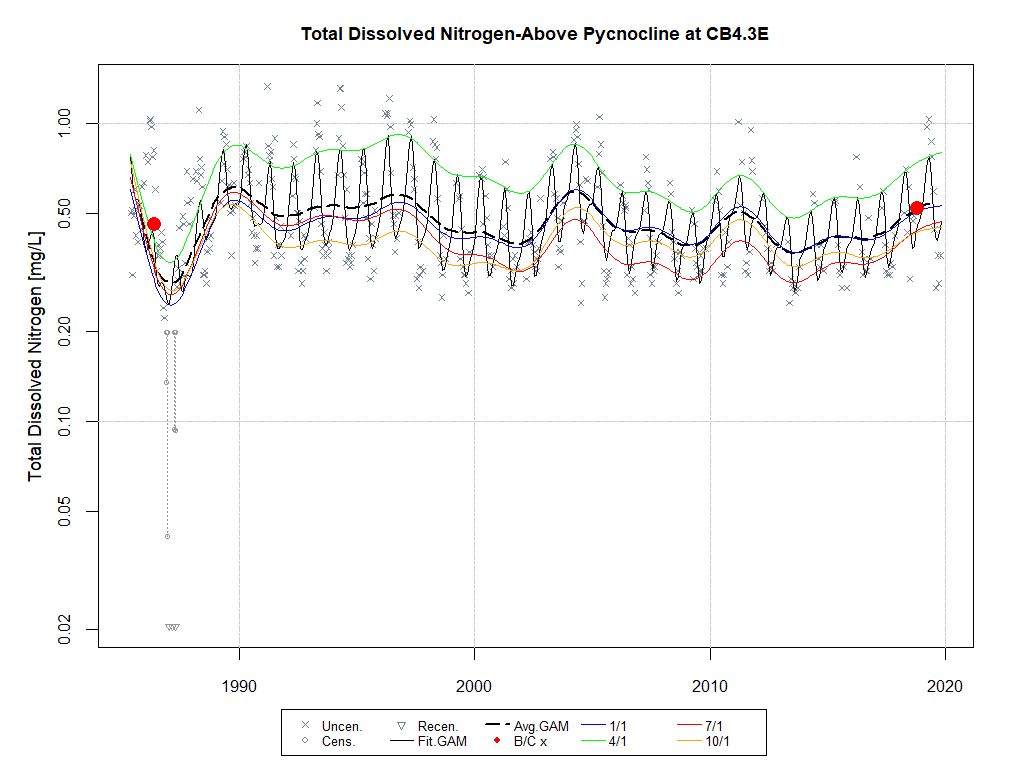 Total Dissolved Nitrogen-Above Pycnocline at CB4.3E
Total Dissolved Nitrogen [mg/L]
1.00
0.50
0.20
0.10
0.05
0.02
1990 2000 2010 2020
Uncen. Recen. Avg.GAM 1/1 7/1
Cens. Fit.GAM B/C x 4/1 10/1